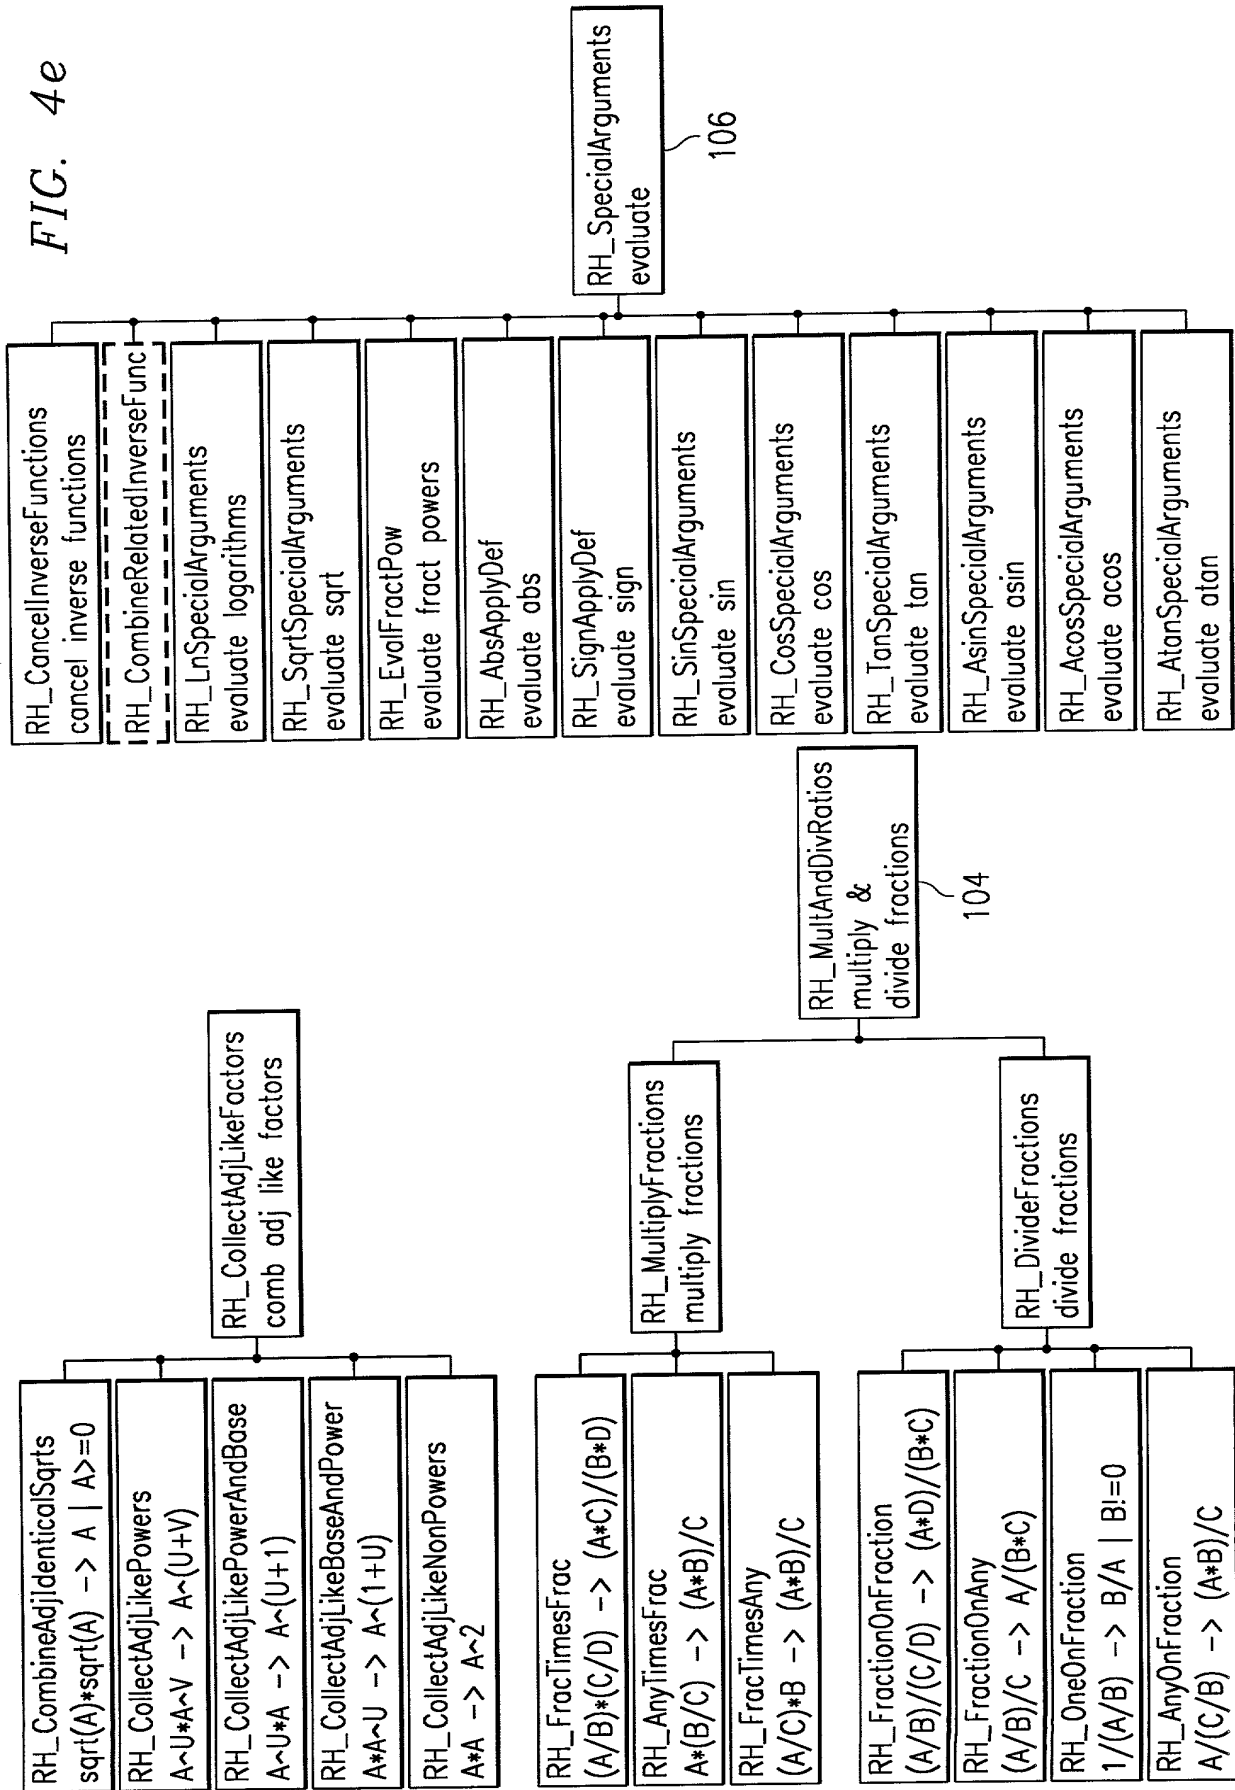 FIG. 4e
RH_CombineAdjIdenticalSqrts
sqrt(A)*sqrt(A) -> A | A>=0
RH_CollectAdjLikePowers
A^U*A^V -> A^(U+V)
RH_CollectAdjLikePowerAndBase
A^U*A -> A^(U+1)
RH_CollectAdjLikeBaseAndPower
A*A^U -> A^(1+U)
RH_CollectAdjLikeNonPowers
A*A -> A^2
RH_CollectAdjLikeFactors
comb adj like factors
RH_FracTimesFrac
(A/B)*(C/D) -> (A*C)/(B*D)
RH_AnyTimesFrac
A*(B/C) -> (A*B)/C
RH_FracTimesAny
(A/C)*B -> (A*B)/C
RH_MultiplyFractions
multiply fractions
RH_FractionOnFraction
(A/B)/(C/D) -> (A*D)/(B*C)
RH_FractionOnAny
(A/B)/C -> A/(B*C)
RH_OneOnFraction
1/(A/B) -> B/A | B!=0
RH_AnyOnFraction
A/(C/B) -> (A*B)/C
RH_DivideFractions
divide fractions
RH_MultAndDivRatios
multiply &
divide fractions
104
RH_CancelInverseFunctions
cancel inverse functions
RH_CombineRelatedInverseFunc
RH_LnSpecialArguments
evaluate logarithms
RH_SqrtSpecialArguments
evaluate sqrt
RH_EvalFractPow
evaluate fract powers
RH_AbsApplyDef
evaluate abs
RH_SignApplyDef
evaluate sign
RH_SinSpecialArguments
evaluate sin
RH_CosSpecialArguments
evaluate cos
RH_TanSpecialArguments
evaluate tan
RH_AsinSpecialArguments
evaluate asin
RH_AcosSpecialArguments
evaluate acos
RH_AtanSpecialArguments
evaluate atan
RH_SpecialArguments
evaluate
106